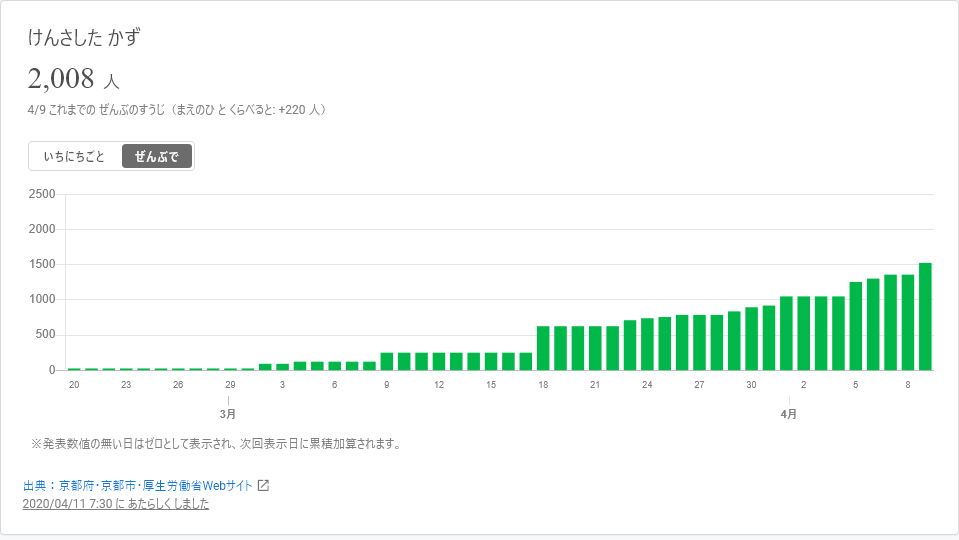 けんさした かず
2,008 人
4/9 これまでの ぜんぶのすうじ（まえのひ と くらべると: +220 人）
いちにちごと ぜんぶで
2500
2000
1500
1000
500
0
20 23 26 29 3 6 9 12 15 18 21 24 27 30 2 5 8
3月 4月
※発表数値の無い日はゼロとして表示され、次回表示日に累積加算されます。
出典：京都府・京都市・厚生労働省Webサイト
2020/04/11 7:30 に あたらしく しました